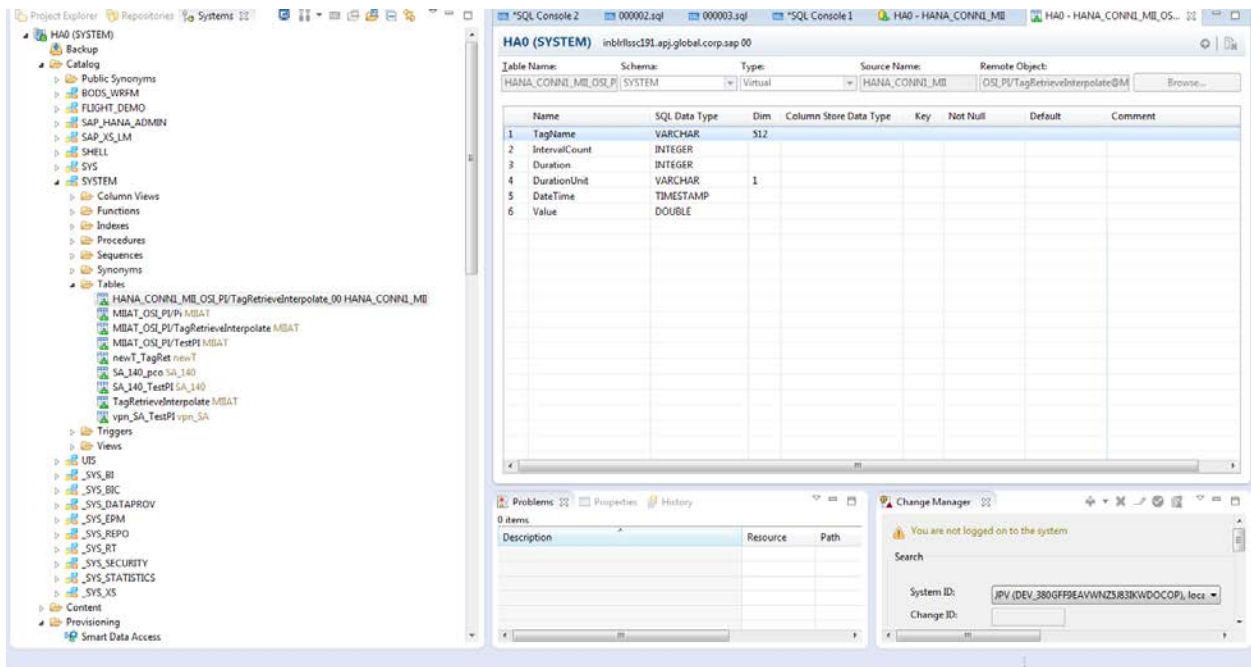 Project Explorer Repositories Systems
HA0 (SYSTEM)
Backup
Catalog
Public Synonyms
BODS_WRFM
FLIGHT_DEMO
SAP_HANA_ADMIN
SAP_XS_LM
SHELL
SYS
SYSTEM
Column Views
Functions
Indexes
Procedures
Sequences
Synonyms
Tables
HANA_CONN1_MII_OSI_PI/TagRetrieveInterpolate_00 HANA_CONN1_MII
MIIAT_OSI_PI/Pi MIIAT
MIIAT_OSI_PI/TagRetrieveInterpolate MIIAT
MIIAT_OSI_PI/TestPI MIIAT
newT_TagRet newT
SA_140_pco SA_140
SA_140_TestPI SA_140
TagRetrieveInterpolate MIIAT
vpn_SA_TestPI vpn_SA
Triggers
Views
UIS
_SYS_BI
_SYS_BIC
_SYS_DATAPROV
_SYS_EPM
_SYS_REPO
_SYS_RT
_SYS_SECURITY
_SYS_STATISTICS
_SYS_XS
Content
Provisioning
Smart Data Access
*SQL Console 2 000002.sql 000003.sql *SQL Console 1 HA0 - HANA_CONN1_MII HA0 - HANA_CONN1_MII_OS...
HA0 (SYSTEM) inblrllssc191.apj.global.corp.sap 00
Table Name: Schema: Type: Source Name: Remote Object:
HANA_CONN1_MII_OSI_P SYSTEM Virtual HANA_CONN1_MII OSI_PI/TagRetrieveInterpolate@M Browse...
Name SQL Data Type Dim Column Store Data Type Key Not Null Default Comment
1 TagName VARCHAR 512
2 IntervalCount INTEGER
3 Duration INTEGER
4 DurationUnit VARCHAR 1
5 DateTime TIMESTAMP
6 Value DOUBLE
Problems Properties History
0 items
Description Resource Path
Change Manager
You are not logged on to the system
Search
System ID: JPV (DEV_380GFF9EAVWNZ5J83IKWDOCOP), loca
Change ID: